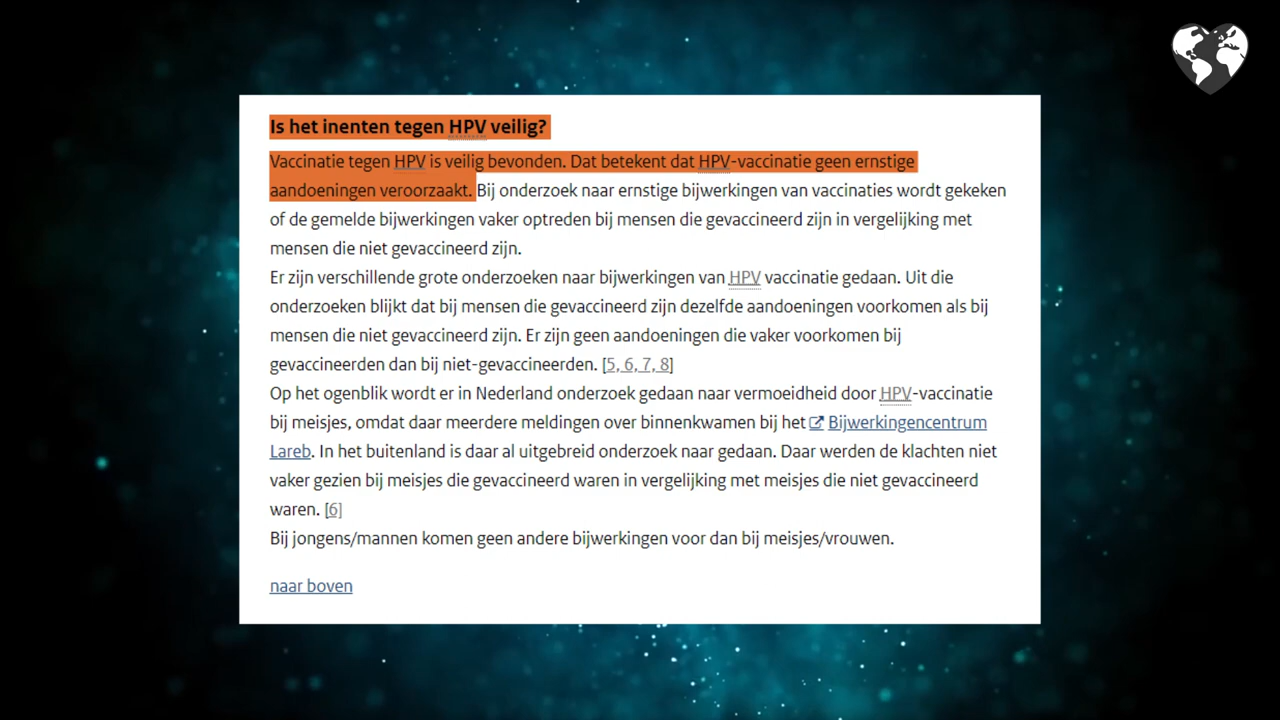 Is het inenten tegen HPV veilig?
Vaccinatie tegen HPV is veilig bevonden. Dat betekent dat HPV-vaccinatie geen ernstige
aandoeningen veroorzaakt. Bij onderzoek naar ernstige bijwerkingen van vaccinaties wordt gekeken
of de gemelde bijwerkingen vaker optreden bij mensen die gevaccineerd zijn in vergelijking met
mensen die niet gevaccineerd zijn.
Er zijn verschillende grote onderzoeken naar bijwerkingen van HPV vaccinatie gedaan. Uit die
onderzoeken blijkt dat bij mensen die gevaccineerd zijn dezelfde aandoeningen voorkomen als bij
mensen die niet gevaccineerd zijn. Er zijn geen aandoeningen die vaker voorkomen bij
gevaccineerden dan bij niet-gevaccineerden. [5, 6, 7, 8]
Op het ogenblik wordt er in Nederland onderzoek gedaan naar vermoeidheid door HPV-vaccinatie
bij meisjes, omdat daar meerdere meldingen over binnenkwamen bij het Bijwerkingencentrum
Lareb. In het buitenland is daar al uitgebreid onderzoek naar gedaan. Daar werden de klachten niet
vaker gezien bij meisjes die gevaccineerd waren in vergelijking met meisjes die niet gevaccineerd
waren. [6]
Bij jongens/mannen komen geen andere bijwerkingen voor dan bij meisjes/vrouwen.
naar boven